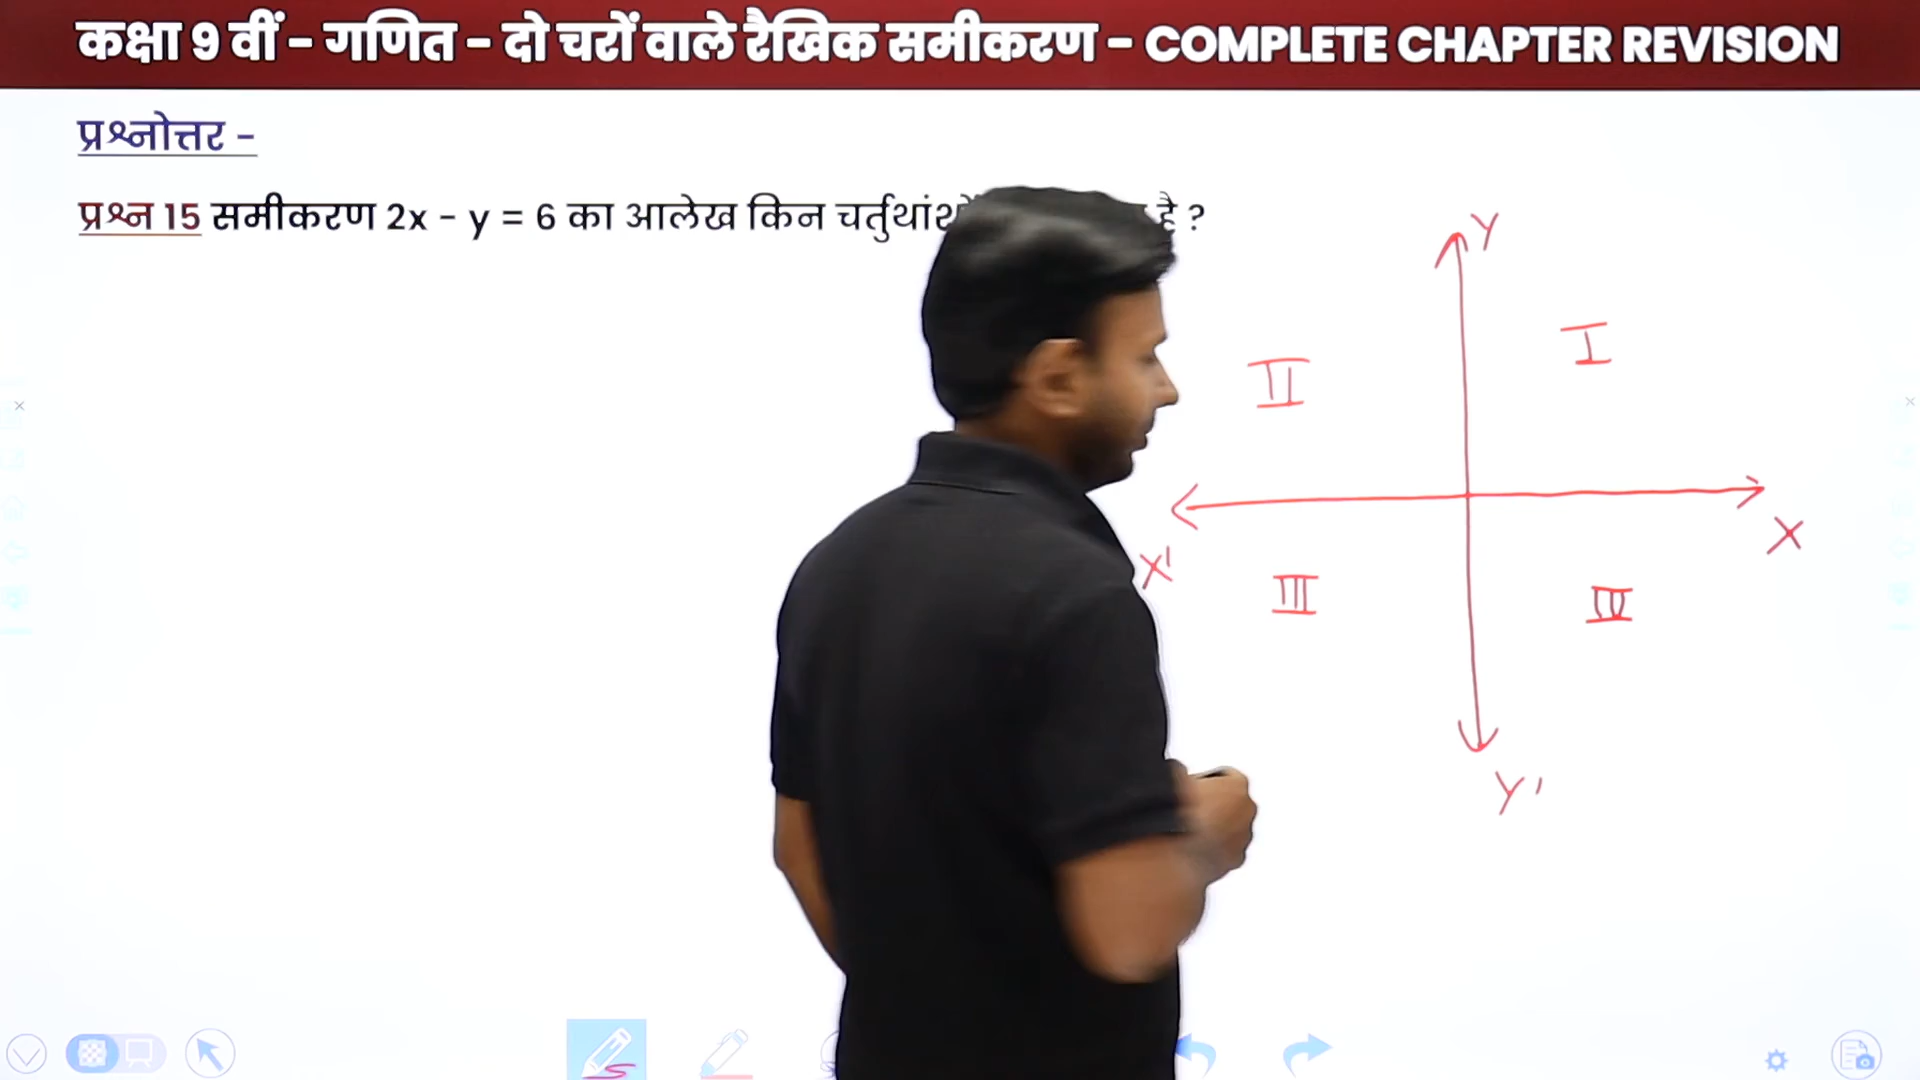 कक्षा 9 वीं - गणित - दो चरों वाले रैखिक समीकरण - COMPLETE CHAPTER REVISION
प्रश्नोत्तर -
प्रश्न 15 समीकरण 2x - y = 6 का आलेख किन है ?
Y
I
II
X
X'
III
IV
Y'